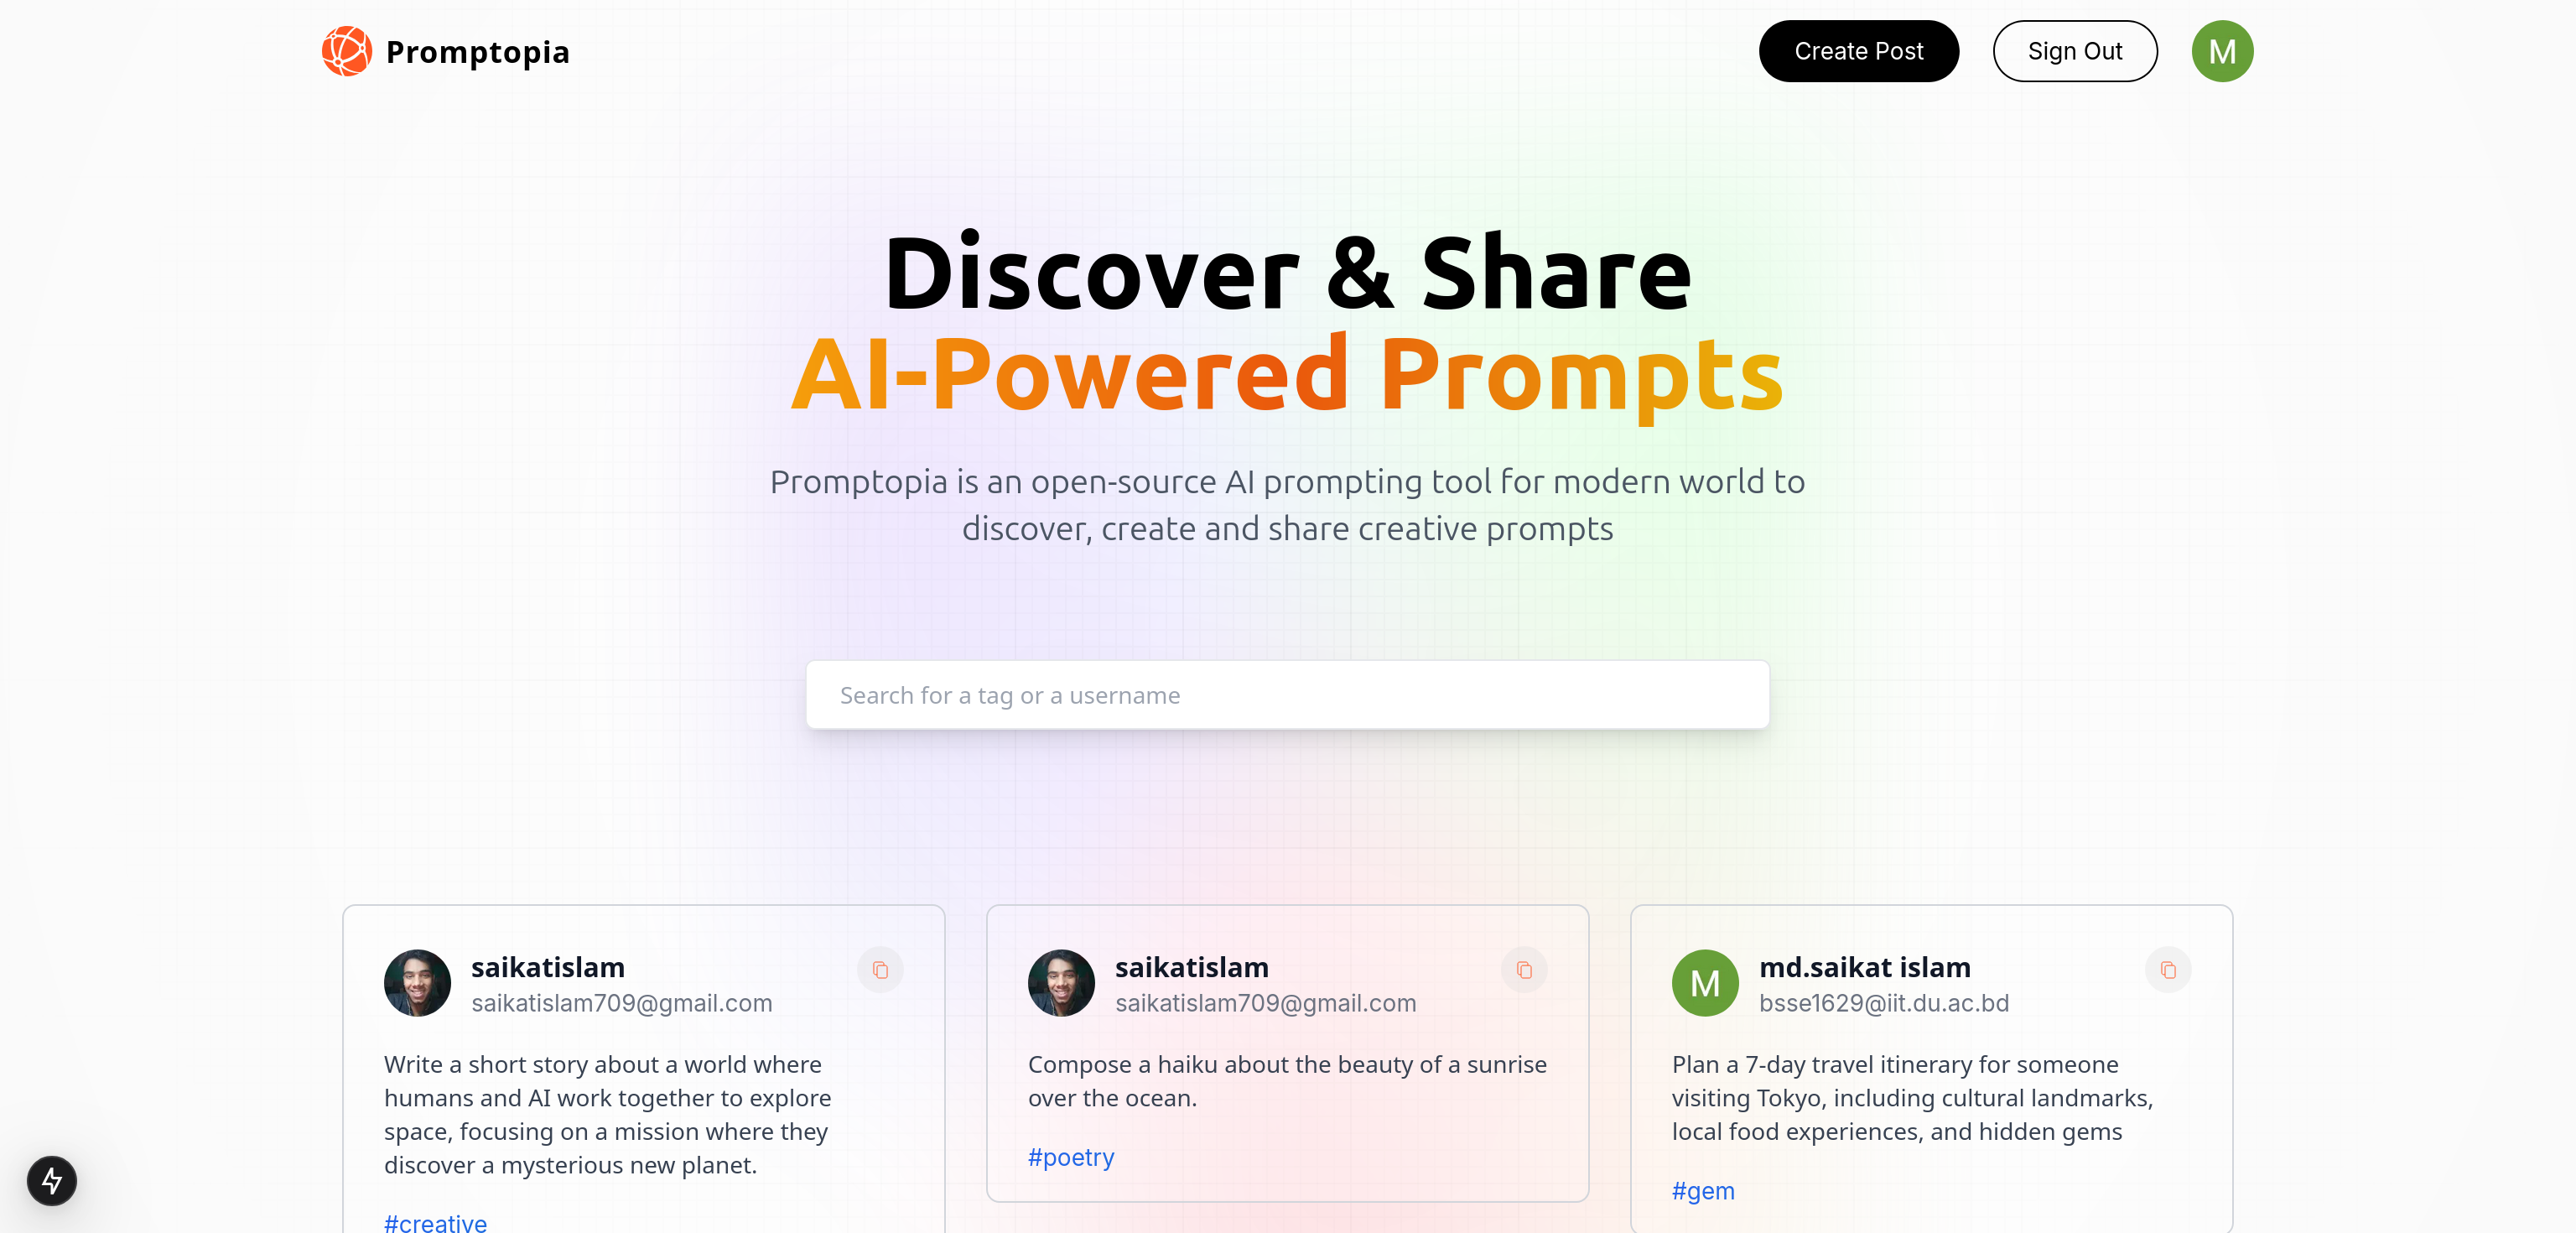 Promptopia
Create Post
Sign Out
M
Discover & Share
AI-Powered Prompts
Promptopia is an open-source AI prompting tool for modern world to
discover, create and share creative prompts
Search for a tag or a username
saikatislam
saikatislam709@gmail.com
Write a short story about a world where
humans and AI work together to explore
space, focusing on a mission where they
discover a mysterious new planet.
#creative
saikatislam
saikatislam709@gmail.com
Compose a haiku about the beauty of a sunrise
over the ocean.
#poetry
M
md.saikat islam
bsse1629@iit.du.ac.bd
Plan a 7-day travel itinerary for someone
visiting Tokyo, including cultural landmarks,
local food experiences, and hidden gems
#gem